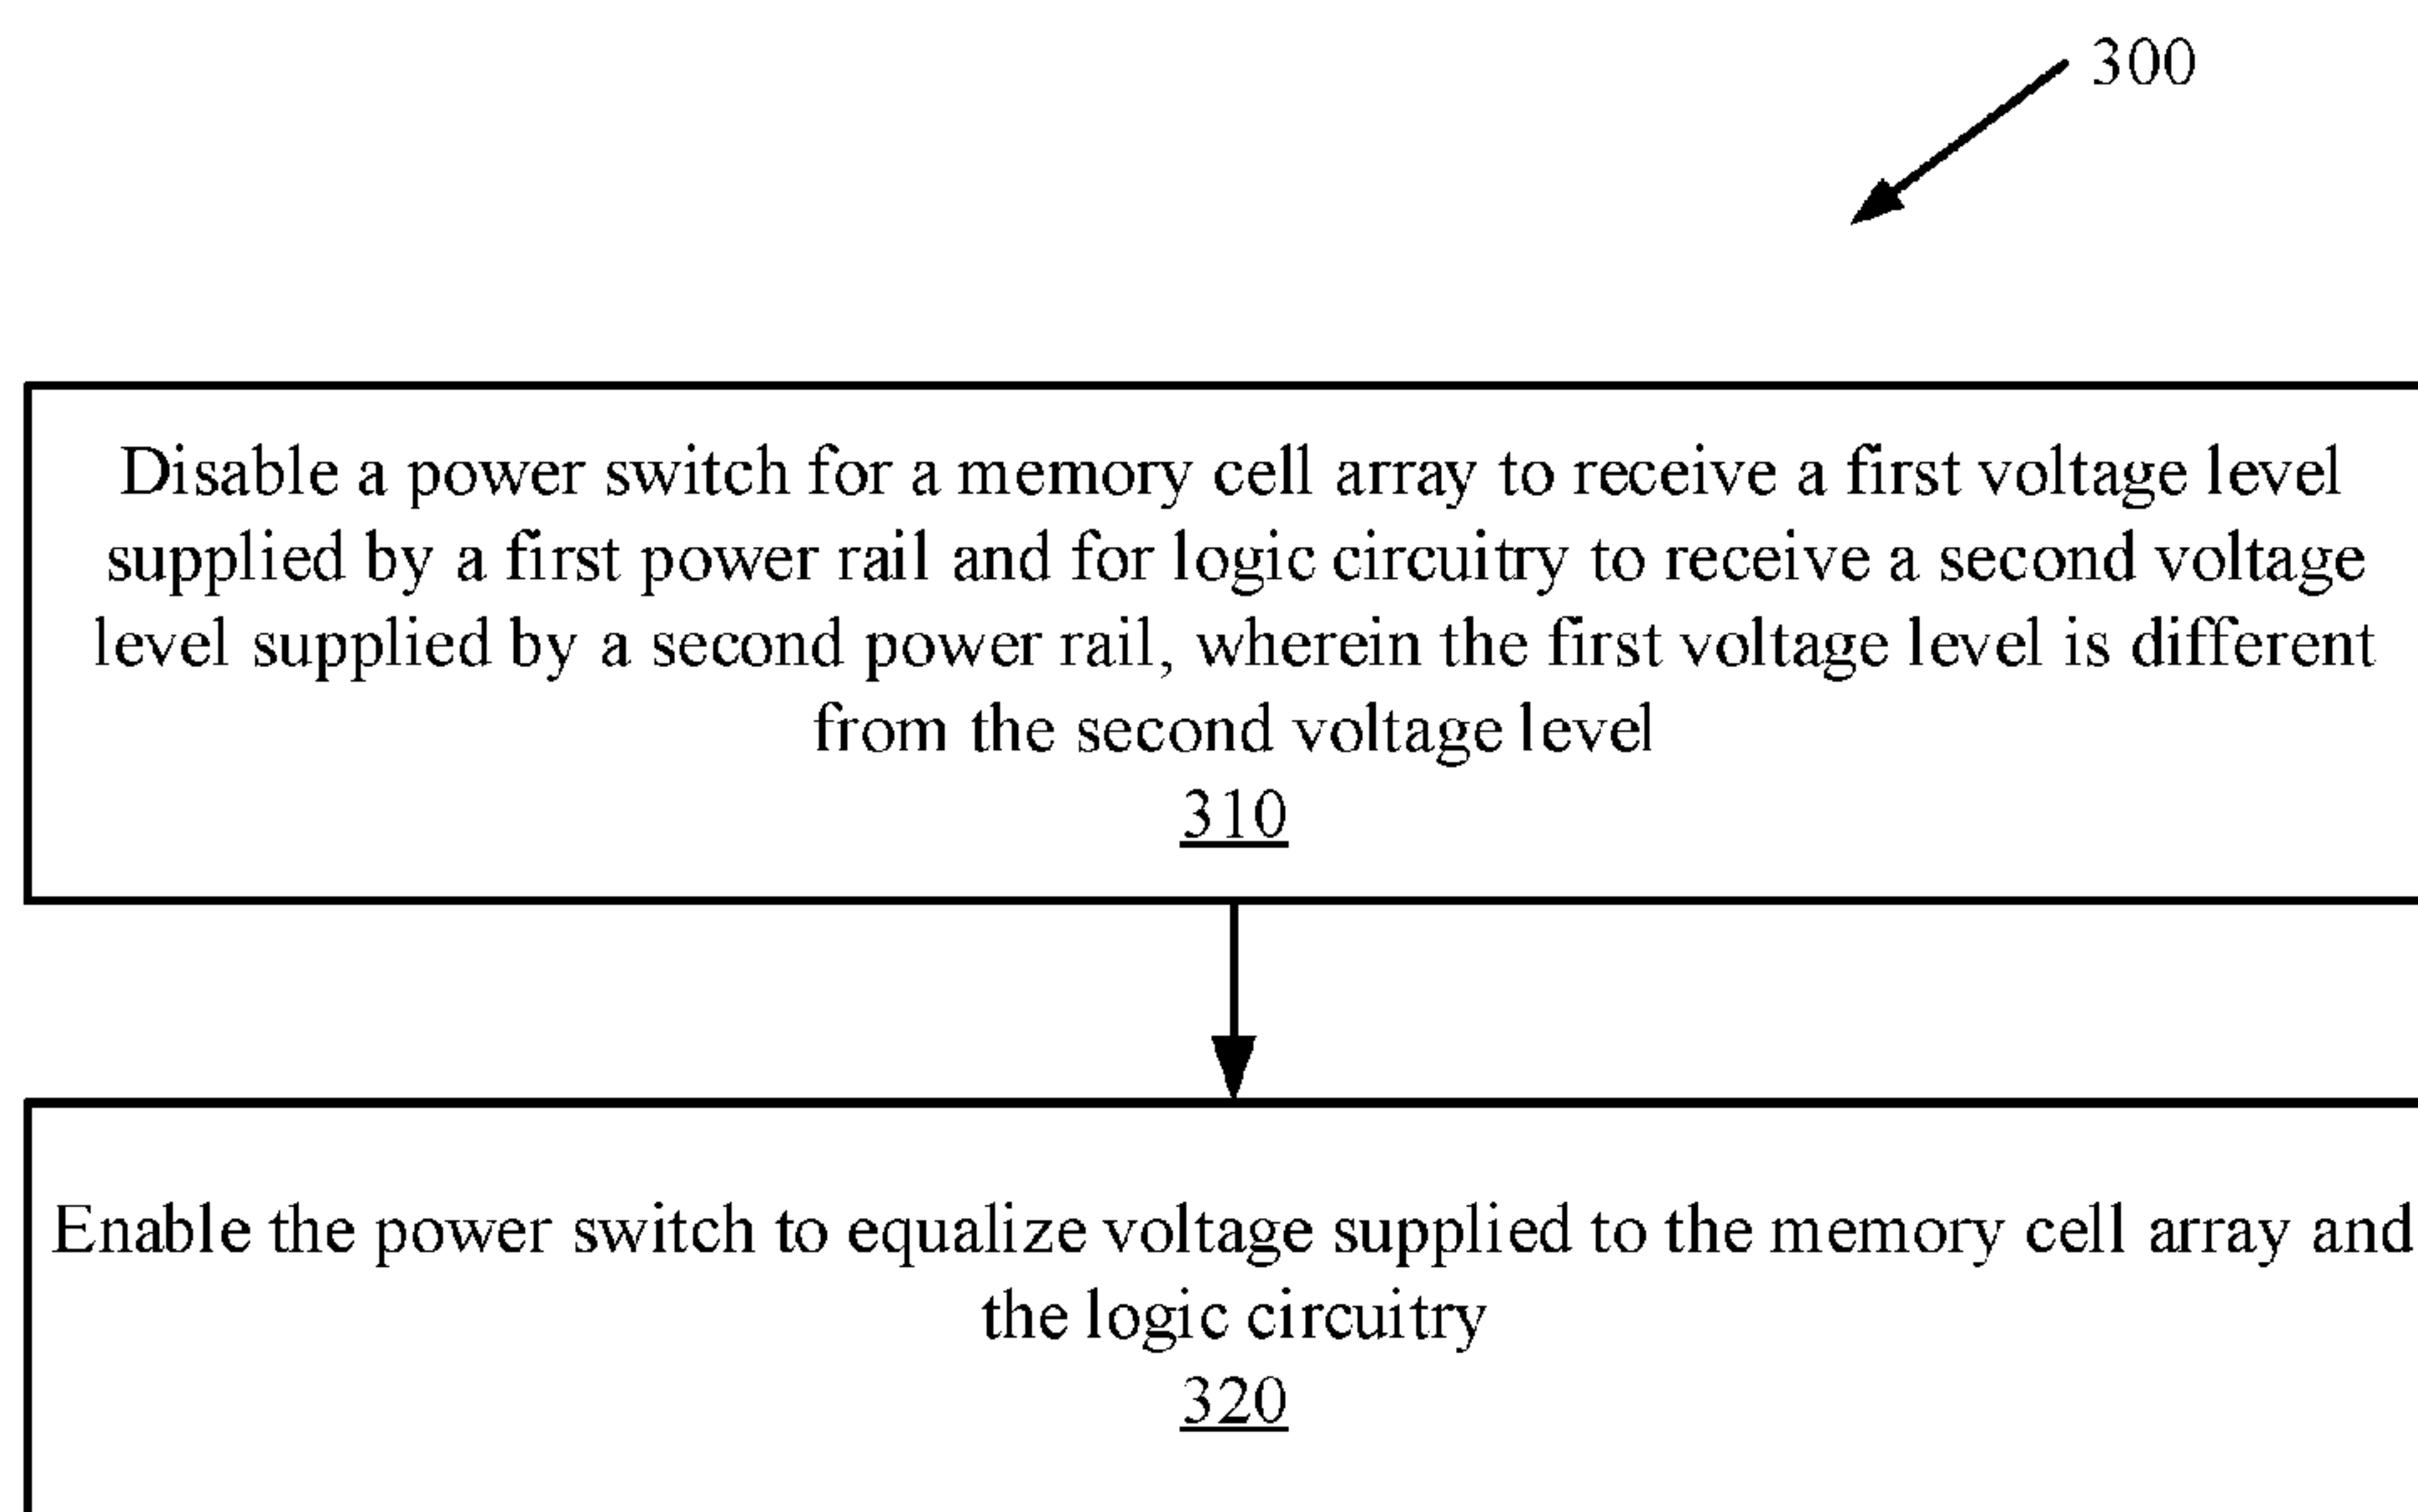 300
Disable a power switch for a memory cell array to receive a first voltage level
supplied by a first power rail and for logic circuitry to receive a second voltage
level supplied by a second power rail, wherein the first voltage level is different
from the second voltage level
310
Enable the power switch to equalize voltage supplied to the memory cell array and
the logic circuitry
320